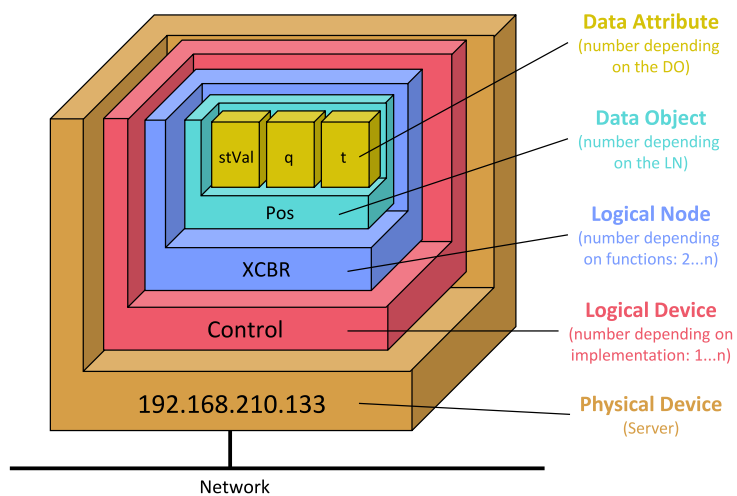 Data Attribute
(number depending
on the DO)
Data Object
(number depending
on the LN)
Logical Node
(number depending
on functions: 2...n)
Logical Device
(number depending on
implementation: 1...n)
Physical Device
(Server)
stVal
q
t
Pos
XCBR
Control
192.168.210.133
Network